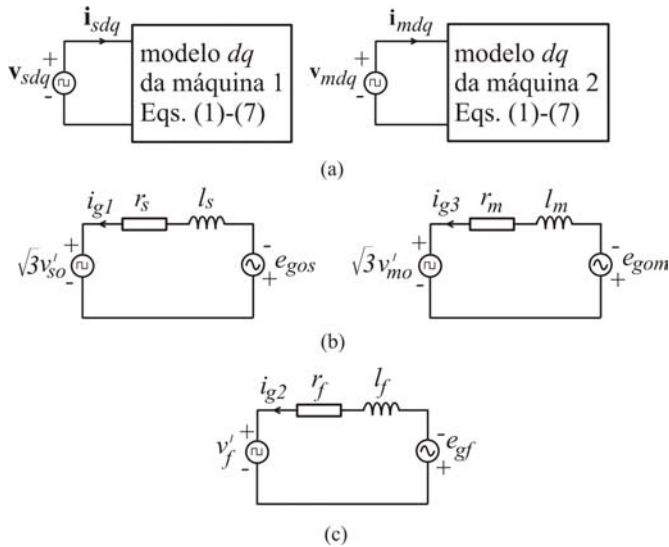 i_sdq i_mdq
v_sdq + - modelo dq da máquina 1 Eqs. (1)-(7)
v_mdq + - modelo dq da máquina 2 Eqs. (1)-(7)
(a)
i_g1 r_s l_s
√3v'_so + - - + e_gos
i_g3 r_m l_m
√3v'_mo + - - + e_gom
(b)
i_g2 r_f l_f
v'_f + - - + e_gf
(c)